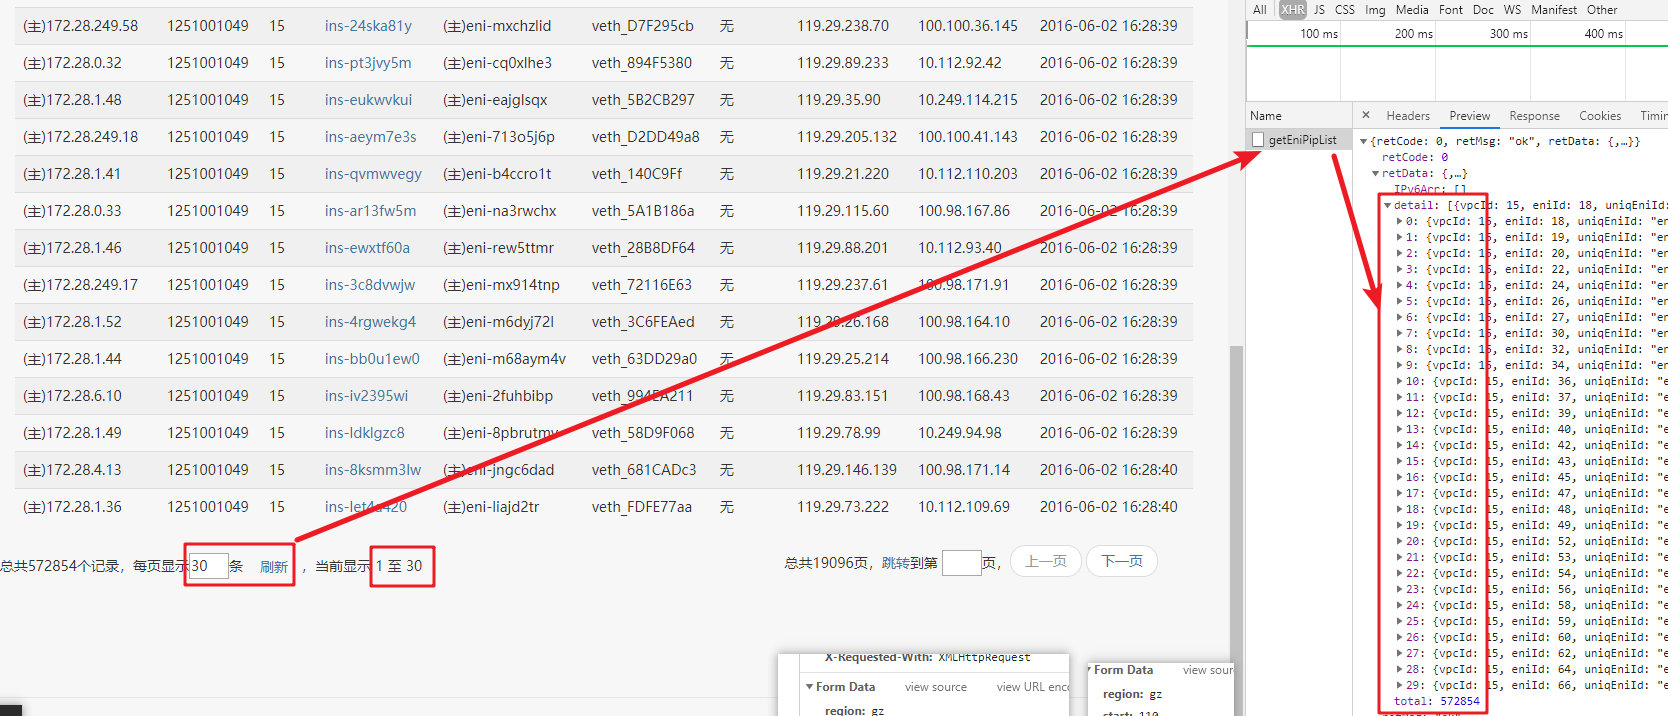 (主)172.28.249.58 1251001049 15 ins-24ska81y (主)eni-mxchzlid veth_D7F295cb 无 119.29.238.70 100.100.36.145 2016-06-02 16:28:39
(主)172.28.0.32 1251001049 15 ins-pt3jvy5m (主)eni-cq0xlhe3 veth_894F5380 无 119.29.89.233 10.112.92.42 2016-06-02 16:28:39
(主)172.28.1.48 1251001049 15 ins-eukwvkui (主)eni-eajglsqx veth_5B2CB297 无 119.29.35.90 10.249.114.215 2016-06-02 16:28:39
(主)172.28.249.18 1251001049 15 ins-aeym7e3s (主)eni-713o5j6p veth_D2DD49a8 无 119.29.205.132 100.100.41.143 2016-06-02 16:28:39
(主)172.28.1.41 1251001049 15 ins-qvmwvegy (主)eni-b4ccro1t veth_140C9Ff 无 119.29.21.220 10.112.110.203 2016-06-02 16:28:39
(主)172.28.0.33 1251001049 15 ins-ar13fw5m (主)eni-na3rwchx veth_5A1B186a 无 119.29.115.60 100.98.167.86 2016-06-02 16:28:39
(主)172.28.1.46 1251001049 15 ins-ewxtf60a (主)eni-rew5ttmr veth_28B8DF64 无 119.29.88.201 10.112.93.40 2016-06-02 16:28:39
(主)172.28.249.17 1251001049 15 ins-3c8dvwjw (主)eni-mx914tnp veth_72116E63 无 119.29.237.61 100.98.171.91 2016-06-02 16:28:39
(主)172.28.1.52 1251001049 15 ins-4rgwekg4 (主)eni-m6dyj72l veth_3C6FEAed 无 119.29.26.168 100.98.164.10 2016-06-02 16:28:39
(主)172.28.1.44 1251001049 15 ins-bb0u1ew0 (主)eni-m68aym4v veth_63DD29a0 无 119.29.25.214 100.98.166.230 2016-06-02 16:28:39
(主)172.28.6.10 1251001049 15 ins-iv2395wi (主)eni-2fuhbibp veth_994EA211 无 119.29.83.151 100.98.168.43 2016-06-02 16:28:39
(主)172.28.1.49 1251001049 15 ins-ldklgzc8 (主)eni-8pbrutmv veth_58D9F068 无 119.29.78.99 10.249.94.98 2016-06-02 16:28:39
(主)172.28.4.13 1251001049 15 ins-8ksmm3lw (主)eni-jngc6dad veth_681CADc3 无 119.29.146.139 100.98.171.14 2016-06-02 16:28:40
(主)172.28.1.36 1251001049 15 ins-let4a420 (主)eni-liajd2tr veth_FDFE77aa 无 119.29.73.222 10.112.109.69 2016-06-02 16:28:40
总共572854个记录，每页显示30条 刷新 ，当前显示 1 至 30 总共19096页，跳转到第 页， 上一页 下一页
X-Requested-With: XMLHttpRequest
Form Data view source view URL enc
region: gz
Form Data view sour
region: gz
start: 110
All XHR JS CSS Img Media Font Doc WS Manifest Other
100 ms 200 ms 300 ms 400 ms
Name
getEniPipList
× Headers Preview Response Cookies Timin
{retCode: 0, retMsg: "ok", retData: {,…}}
retCode: 0
retData: {,…}
IPv6Arr: []
detail: [{vpcId: 15, eniId: 18, uniqEniId:
0: {vpcId: 15, eniId: 18, uniqEniId: "en
1: {vpcId: 15, eniId: 19, uniqEniId: "en
2: {vpcId: 15, eniId: 20, uniqEniId: "en
3: {vpcId: 15, eniId: 22, uniqEniId: "en
4: {vpcId: 15, eniId: 24, uniqEniId: "en
5: {vpcId: 15, eniId: 26, uniqEniId: "en
6: {vpcId: 15, eniId: 27, uniqEniId: "en
7: {vpcId: 15, eniId: 30, uniqEniId: "en
8: {vpcId: 15, eniId: 32, uniqEniId: "en
9: {vpcId: 15, eniId: 34, uniqEniId: "en
10: {vpcId: 15, eniId: 36, uniqEniId: "e
11: {vpcId: 15, eniId: 37, uniqEniId: "e
12: {vpcId: 15, eniId: 39, uniqEniId: "e
13: {vpcId: 15, eniId: 40, uniqEniId: "e
14: {vpcId: 15, eniId: 42, uniqEniId: "e
15: {vpcId: 15, eniId: 43, uniqEniId: "e
16: {vpcId: 15, eniId: 45, uniqEniId: "e
17: {vpcId: 15, eniId: 47, uniqEniId: "e
18: {vpcId: 15, eniId: 48, uniqEniId: "e
19: {vpcId: 15, eniId: 49, uniqEniId: "e
20: {vpcId: 15, eniId: 52, uniqEniId: "e
21: {vpcId: 15, eniId: 53, uniqEniId: "e
22: {vpcId: 15, eniId: 54, uniqEniId: "e
23: {vpcId: 15, eniId: 56, uniqEniId: "e
24: {vpcId: 15, eniId: 58, uniqEniId: "e
25: {vpcId: 15, eniId: 59, uniqEniId: "e
26: {vpcId: 15, eniId: 60, uniqEniId: "e
27: {vpcId: 15, eniId: 62, uniqEniId: "e
28: {vpcId: 15, eniId: 64, uniqEniId: "e
29: {vpcId: 15, eniId: 66, uniqEniId: "e
total: 572854